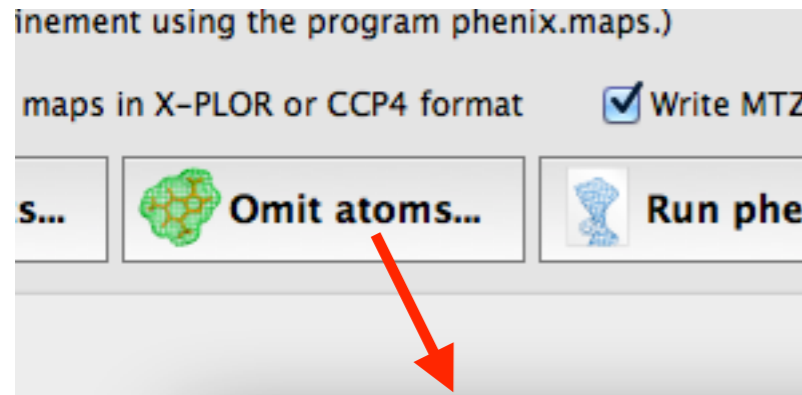 inement using the program phenix.maps.)
maps in X-PLOR or CCP4 format Write MTZ
s... Omit atoms... Run phe